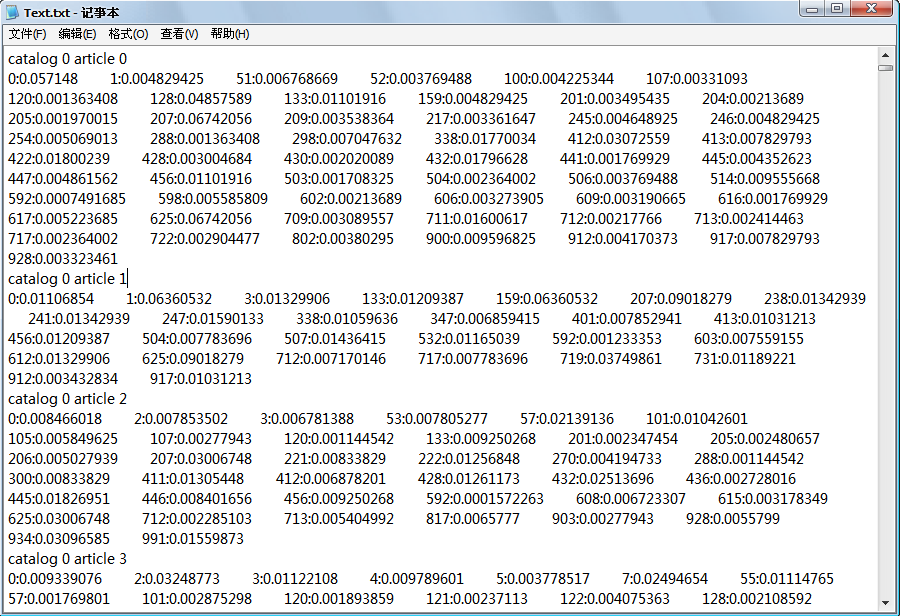 Text.txt - 记事本
文件(F) 编辑(E) 格式(O) 查看(V) 帮助(H)
catalog 0 article 0
0:0.057148 1:0.004829425 51:0.006768669 52:0.003769488 100:0.004225344 107:0.00331093
120:0.001363408 128:0.04857589 133:0.01101916 159:0.004829425 201:0.003495435 204:0.00213689
205:0.001970015 207:0.06742056 209:0.003538364 217:0.003361647 245:0.004648925 246:0.004829425
254:0.005069013 288:0.001363408 298:0.007047632 338:0.01770034 412:0.03072559 413:0.007829793
422:0.01800239 428:0.003004684 430:0.002020089 432:0.01796628 441:0.001769929 445:0.004352623
447:0.004861562 456:0.01101916 503:0.001708325 504:0.002364002 506:0.003769488 514:0.009555668
592:0.0007491685 598:0.005585809 602:0.00213689 606:0.003273905 609:0.003190665 616:0.001769929
617:0.005223685 625:0.06742056 709:0.003089557 711:0.01600617 712:0.00217766 713:0.002414463
717:0.002364002 722:0.002904477 802:0.00380295 900:0.009596825 912:0.004170373 917:0.007829793
928:0.003323461
catalog 0 article 1
0:0.01106854 1:0.06360532 3:0.01329906 133:0.01209387 159:0.06360532 207:0.09018279 238:0.01342939
241:0.01342939 247:0.01590133 338:0.01059636 347:0.006859415 401:0.007852941 413:0.01031213
456:0.01209387 504:0.007783696 507:0.01436415 532:0.01165039 592:0.001233353 603:0.007559155
612:0.01329906 625:0.09018279 712:0.007170146 717:0.007783696 719:0.03749861 731:0.01189221
912:0.003432834 917:0.01031213
catalog 0 article 2
0:0.008466018 2:0.007853502 3:0.006781388 53:0.007805277 57:0.02139136 101:0.01042601
105:0.005849625 107:0.00277943 120:0.001144542 133:0.009250268 201:0.002347454 205:0.002480657
206:0.005027939 207:0.03006748 221:0.00833829 222:0.01256848 270:0.004194733 288:0.001144542
300:0.00833829 411:0.01305448 412:0.006878201 428:0.01261173 432:0.02513696 436:0.002728016
445:0.01826951 446:0.008401656 456:0.009250268 592:0.0001572263 608:0.006723307 615:0.003178349
625:0.03006748 712:0.002285103 713:0.005404992 817:0.0065777 903:0.00277943 928:0.0055799
934:0.03096585 991:0.01559873
catalog 0 article 3
0:0.009339076 2:0.03248773 3:0.01122108 4:0.009789601 5:0.003778517 7:0.02494654 55:0.01114765
57:0.001769801 101:0.002875298 120:0.001893859 121:0.00237113 122:0.004075363 128:0.002108592